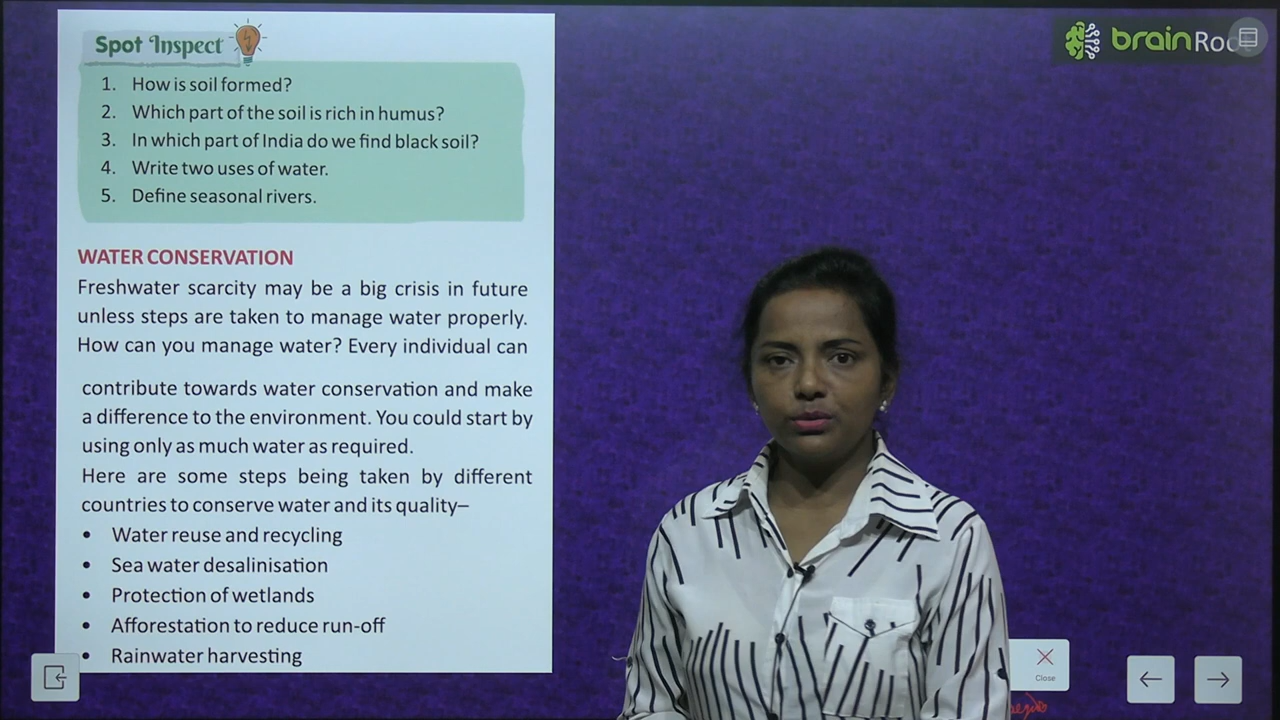 Spot Inspect
1. How is soil formed?
2. Which part of the soil is rich in humus?
3. In which part of India do we find black soil?
4. Write two uses of water.
5. Define seasonal rivers.
WATER CONSERVATION
Freshwater scarcity may be a big crisis in future
unless steps are taken to manage water properly.
How can you manage water? Every individual can
contribute towards water conservation and make
a difference to the environment. You could start by
using only as much water as required.
Here are some steps being taken by different
countries to conserve water and its quality–
• Water reuse and recycling
• Sea water desalinisation
• Protection of wetlands
• Afforestation to reduce run-off
• Rainwater harvesting
brain
Close